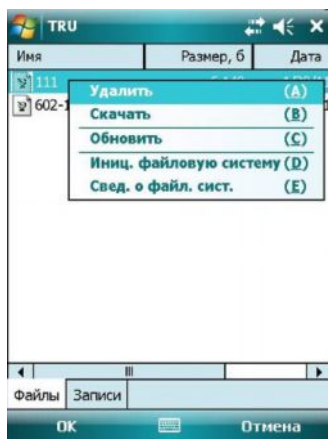 TRU
Имя Размер, б Дата
111
602-1
Удалить (A)
Скачать (B)
Обновить (C)
Иниц. файловую систему (D)
Свед. о файл. сист. (E)
Файлы Записи
OK Отмена